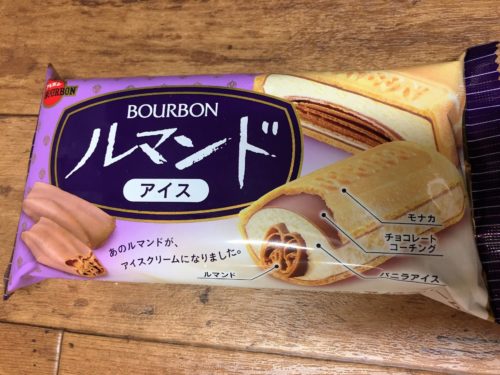 BOURBON
BOURBON
ルマンド
アイス
あのルマンドが、
アイスクリームになりました。
モナカ
チョコレート
コーチング
バニラアイス
ルマンド